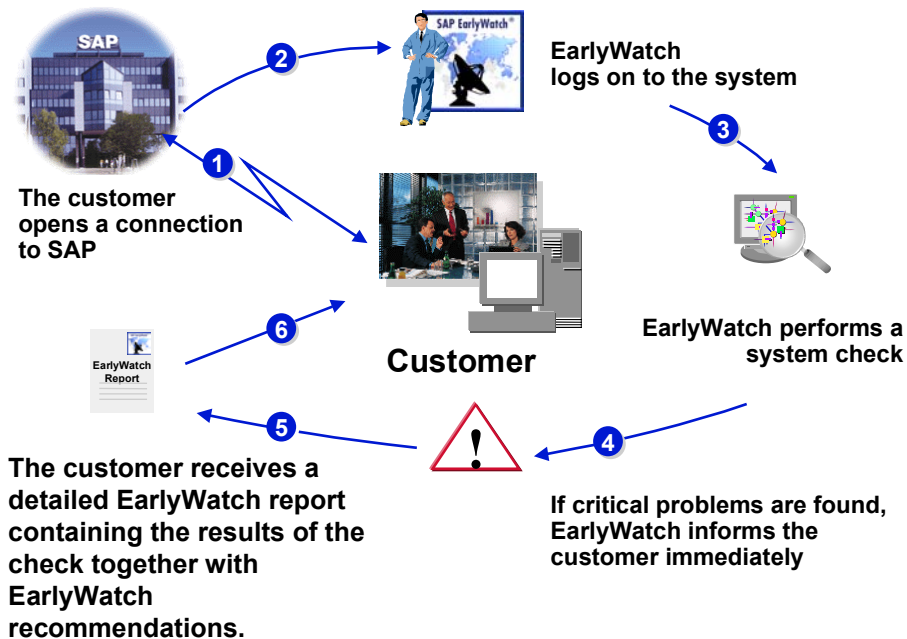 SAP
2
SAP EarlyWatch®
EarlyWatch
logs on to the system
3
1
The customer
opens a connection
to SAP
6
EarlyWatch
Report
Customer
EarlyWatch performs a
system check
5
4
The customer receives a
detailed EarlyWatch report
containing the results of the
check together with
EarlyWatch
recommendations.
!
If critical problems are found,
EarlyWatch informs the
customer immediately